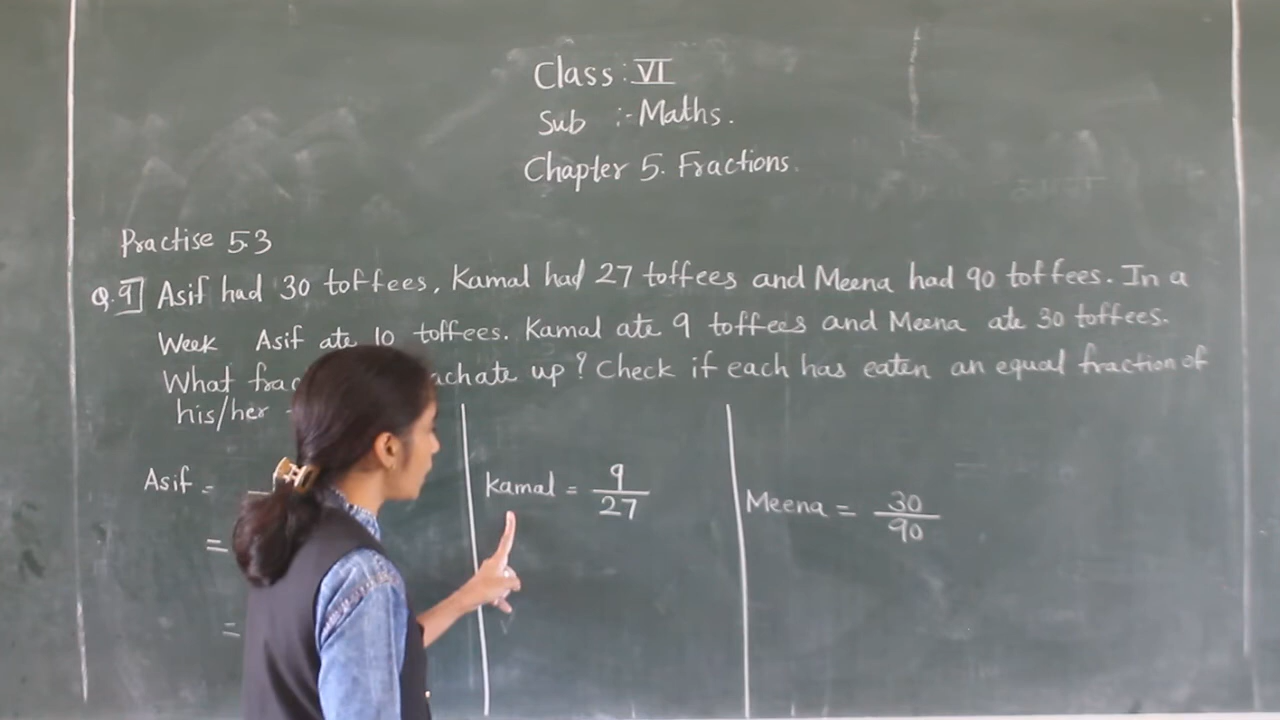 Class : VI
Sub :- Maths.
Chapter 5. Fractions.
Practise 5.3
Q.9] Asif had 30 toffees, Kamal had 27 toffees and Meena had 90 toffees. In a
Week Asif ate 10 toffees. Kamal ate 9 toffees and Meena ate 30 toffees.
What ate up? Check if each has eaten an equal fraction of
his/her
Asif =
=
=
Kamal = 9/27
Meena = 30/90